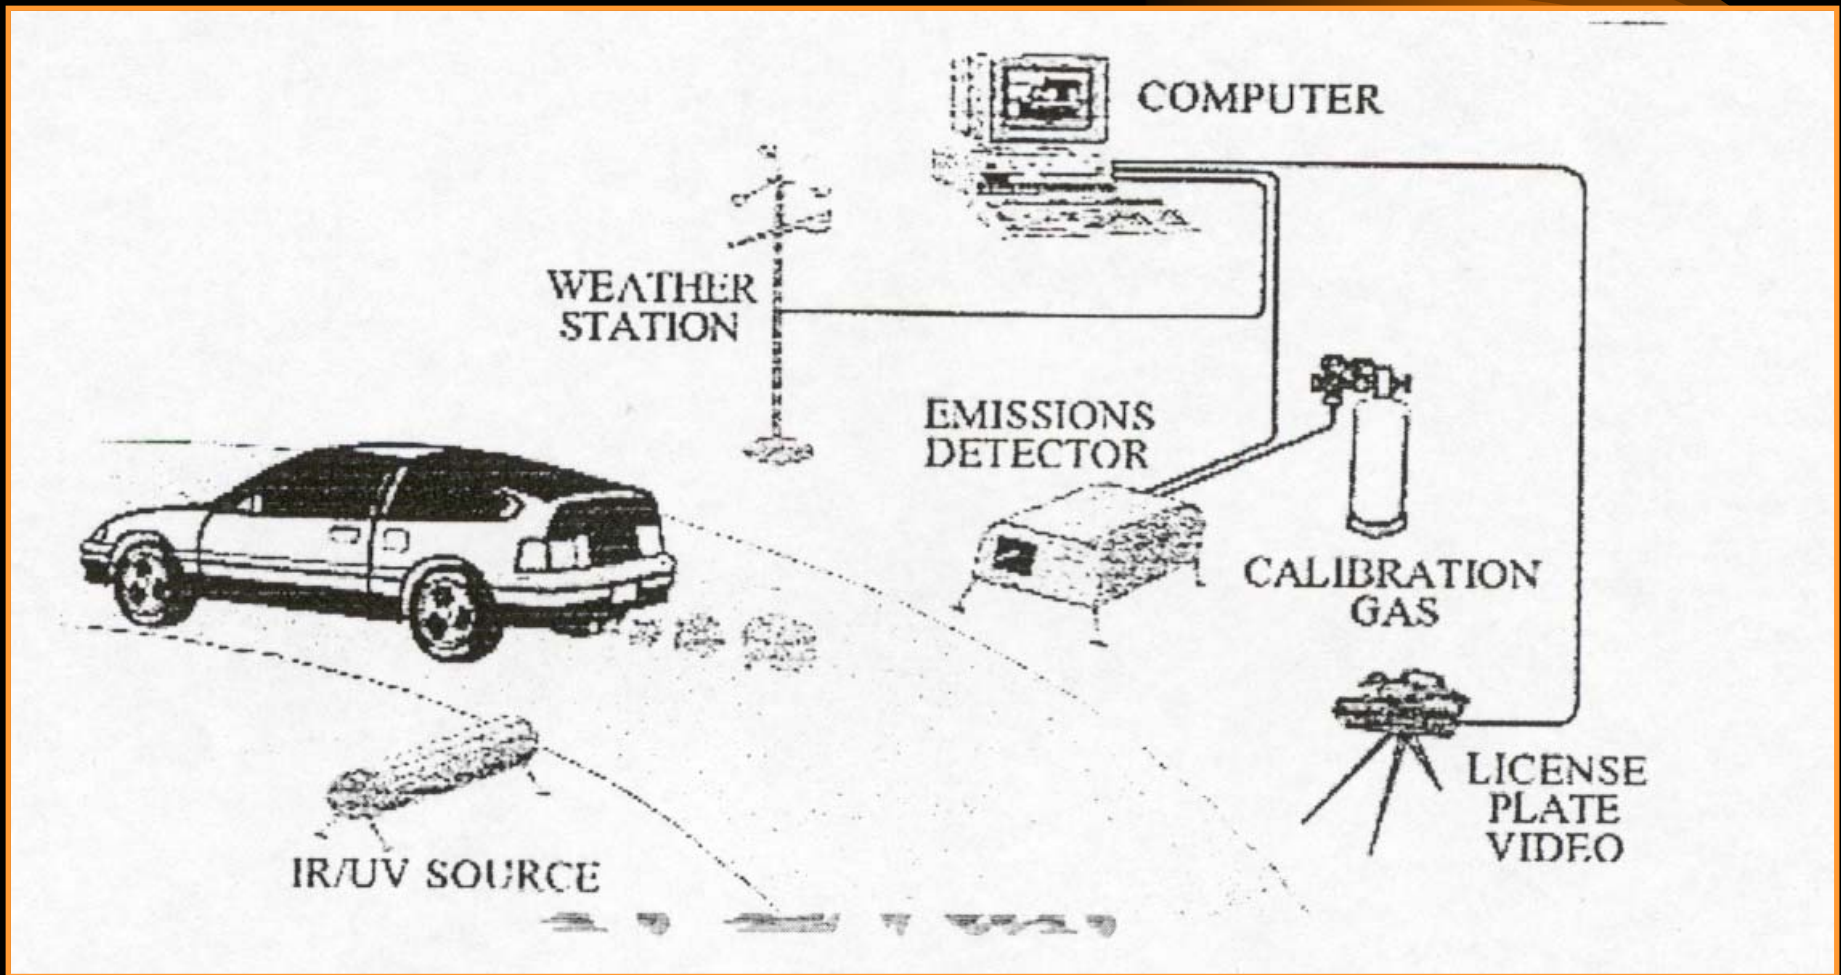 COMPUTER
WEATHER
STATION
EMISSIONS
DETECTOR
CALIBRATION
GAS
LICENSE
PLATE
VIDEO
IR/UV SOURCE